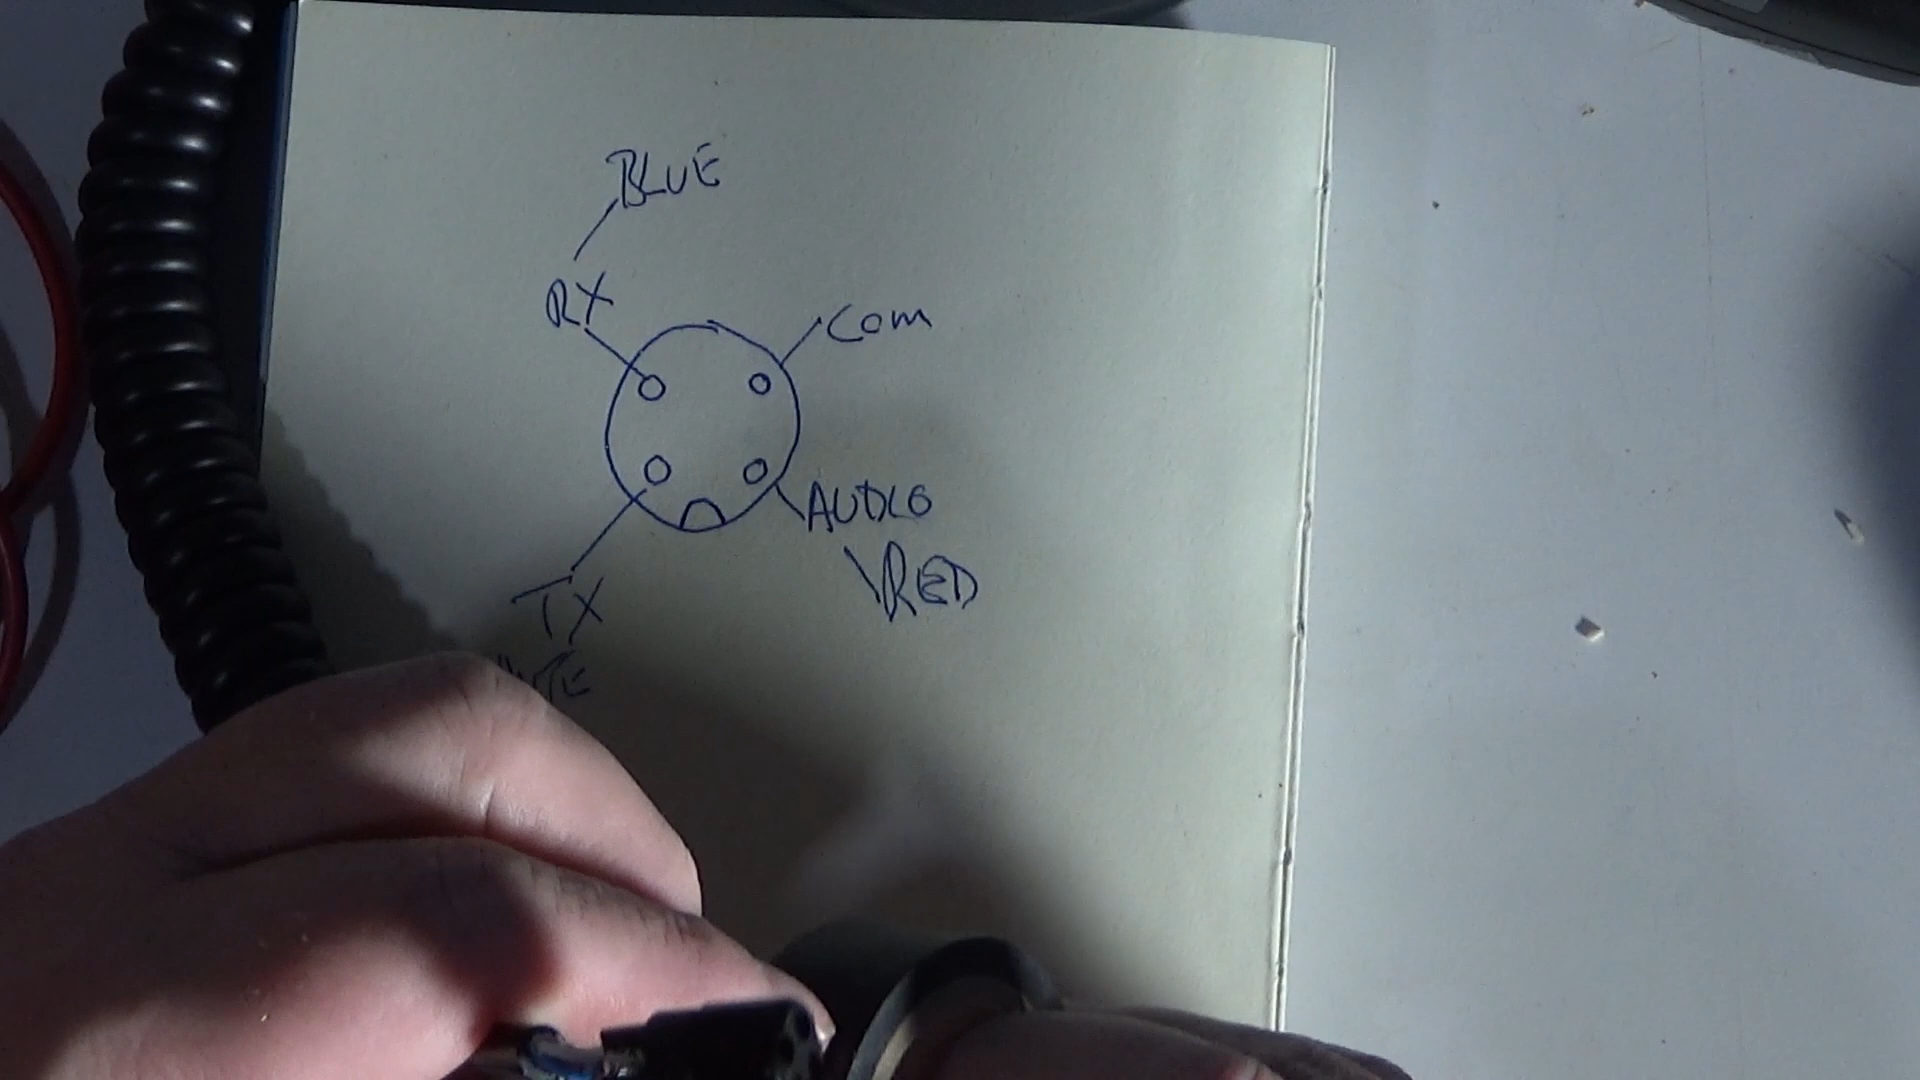 BLUE
RX
Com
AUDIO
RED
TX